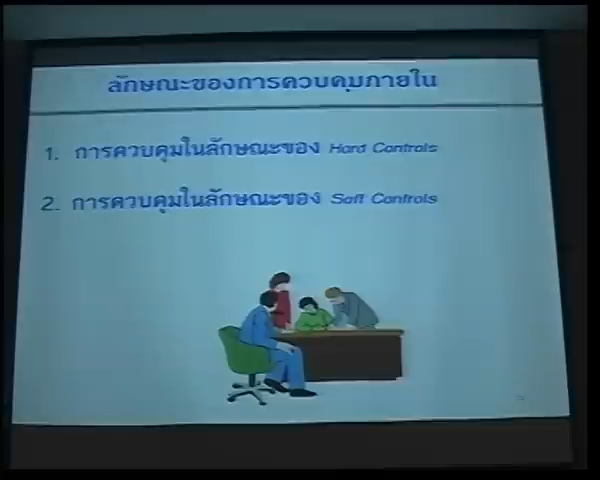 ลักษณะของการควบคุมภายใน
1. การควบคุมในลักษณะของ Hard Controls
2. การควบคุมในลักษณะของ Soft Controls